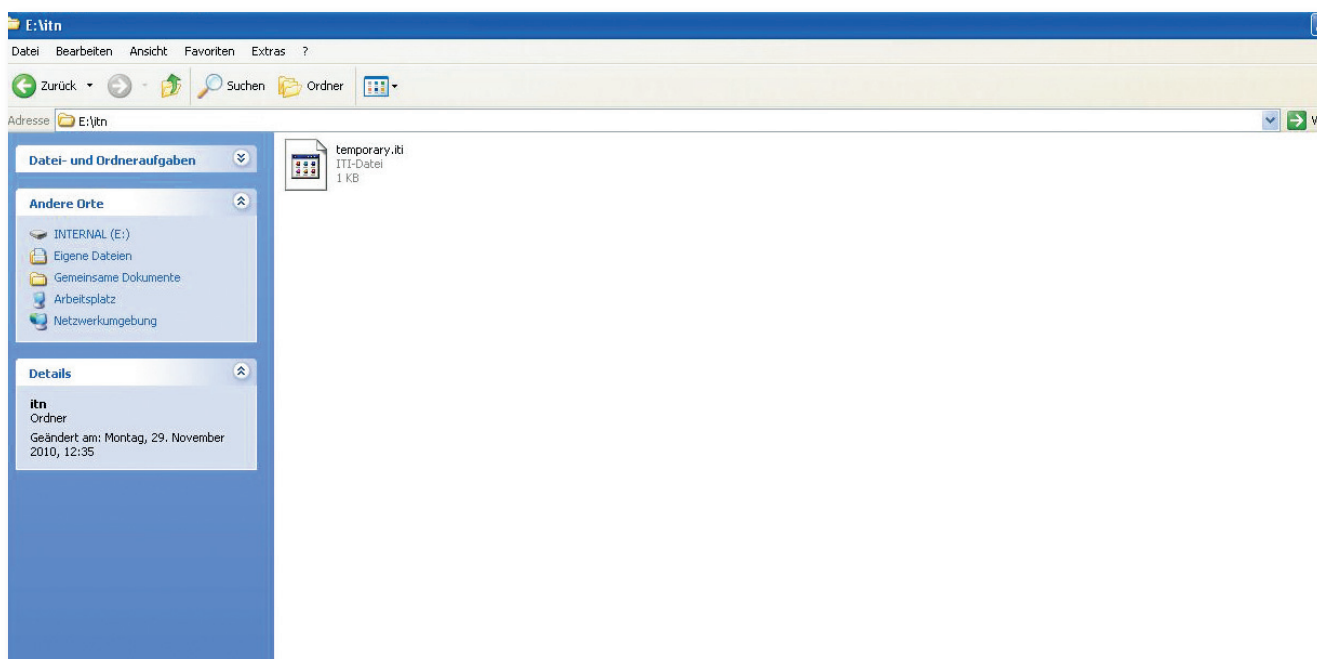 E:\itn
Datei Bearbeiten Ansicht Favoriten Extras ?
Zurück Suchen Ordner
Adresse E:\itn
Datei- und Ordneraufgaben
Andere Orte
INTERNAL (E:)
Eigene Dateien
Gemeinsame Dokumente
Arbeitsplatz
Netzwerkumgebung
Details
itn
Ordner
Geändert am: Montag, 29. November
2010, 12:35
temporary.iti
ITI-Datei
1 KB